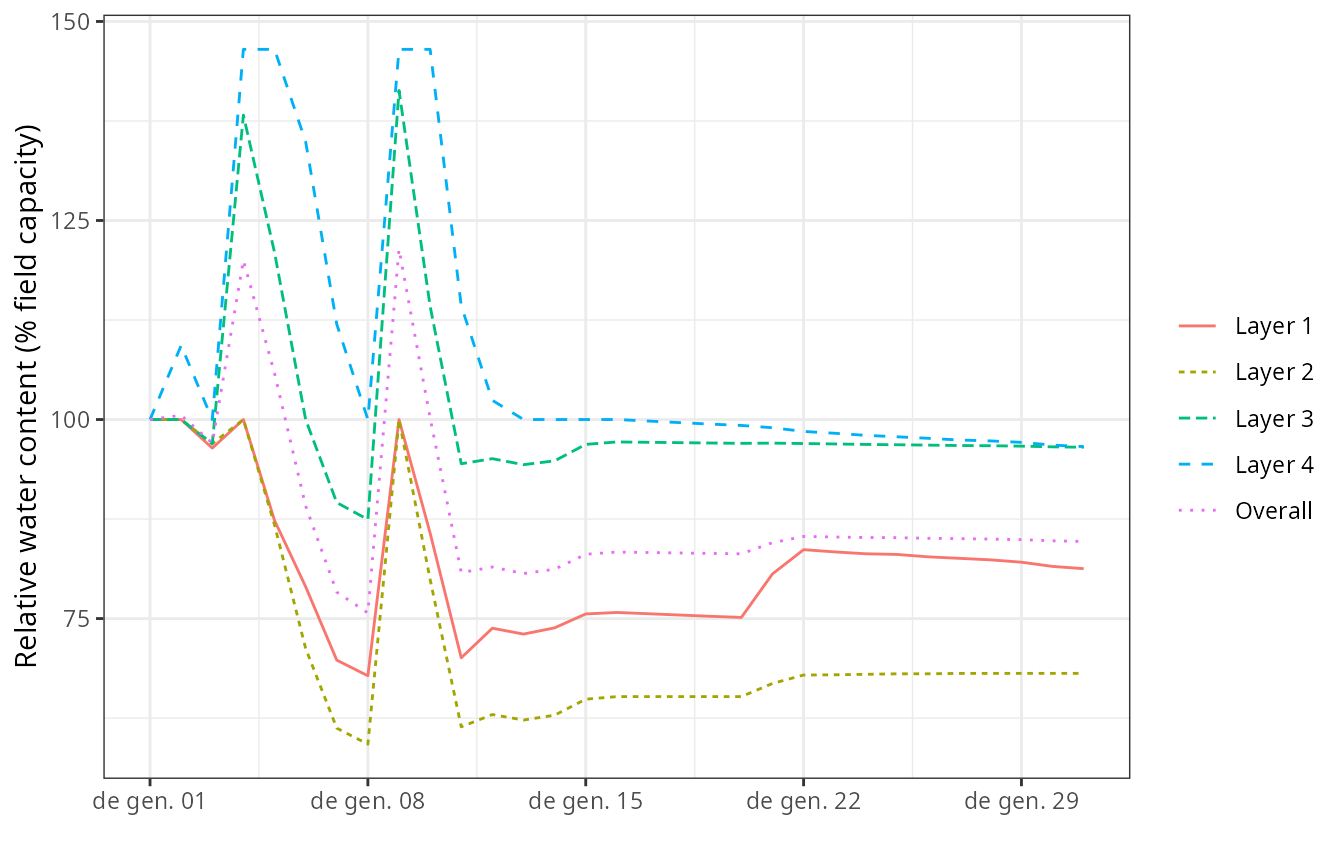 Relative water content (% field capacity)
150
125
100
75
de gen. 01
de gen. 08
de gen. 15
de gen. 22
de gen. 29
Layer 1
Layer 2
Layer 3
Layer 4
Overall